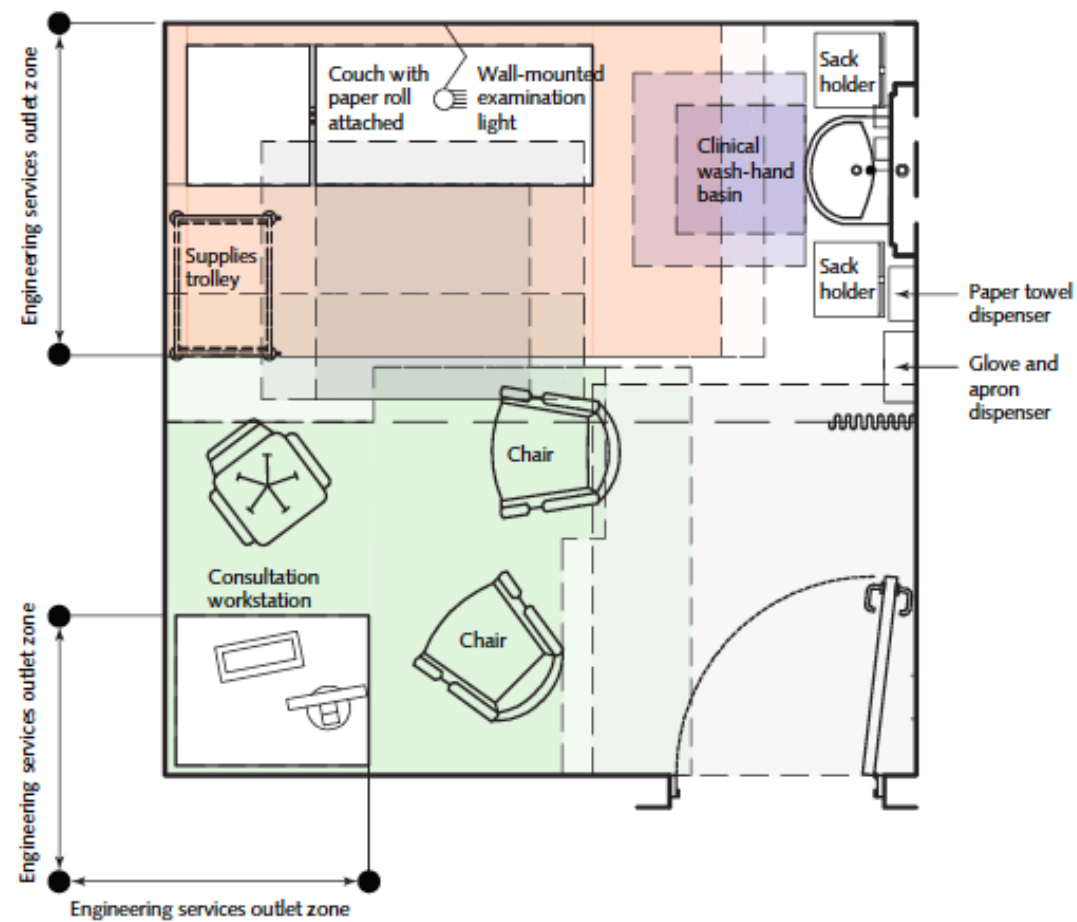 Engineering services outlet zone
Couch with
paper roll
attached
Wall-mounted
examination
light
Sack
holder
Clinical
wash-hand
basin
Supplies
trolley
Sack
holder
Paper towel
dispenser
Glove and
apron
dispenser
Chair
Consultation
workstation
Chair
Engineering services outlet zone
Engineering services outlet zone